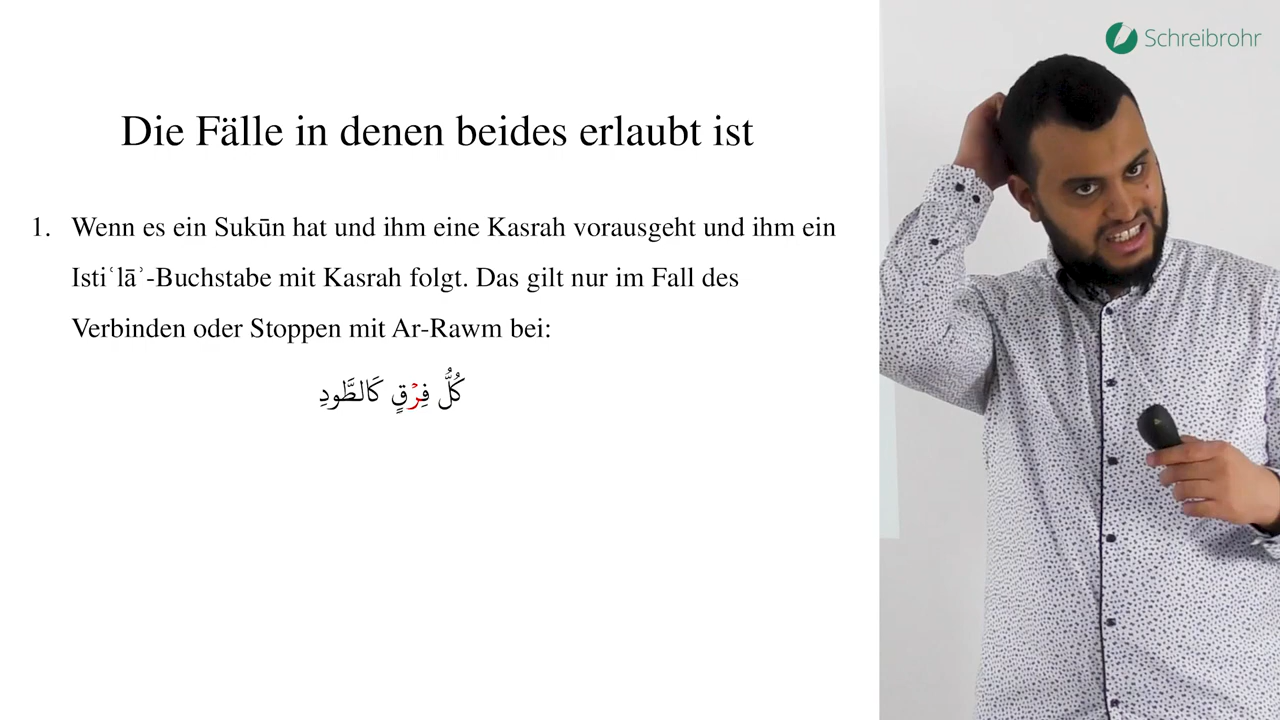 Schreibrohr
Die Fälle in denen beides erlaubt ist
1. Wenn es ein Sukūn hat und ihm eine Kasrah vorausgeht und ihm ein
Istiʿlāʾ-Buchstabe mit Kasrah folgt. Das gilt nur im Fall des
Verbinden oder Stoppen mit Ar-Rawm bei:
كُلُّ فِرْقٍ كَالطَّودِ